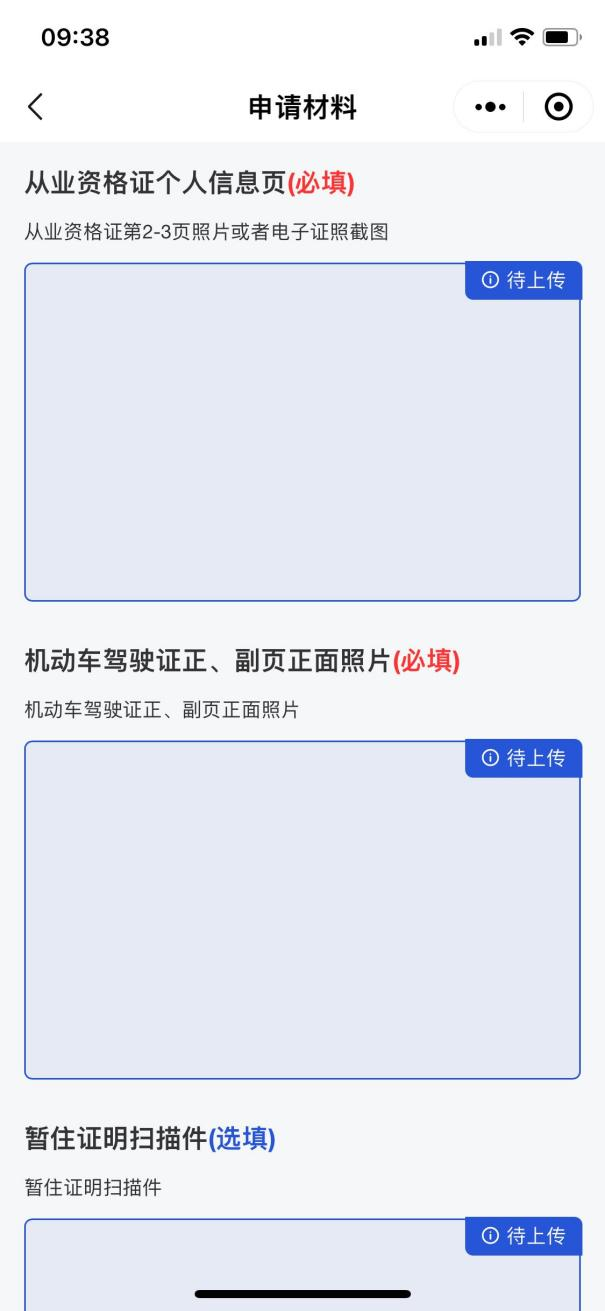 09:38
申请材料
从业资格证个人信息页(必填)
从业资格证第2-3页照片或者电子证照截图
待上传
机动车驾驶证正、副页正面照片(必填)
机动车驾驶证正、副页正面照片
待上传
暂住证明扫描件(选填)
暂住证明扫描件
待上传